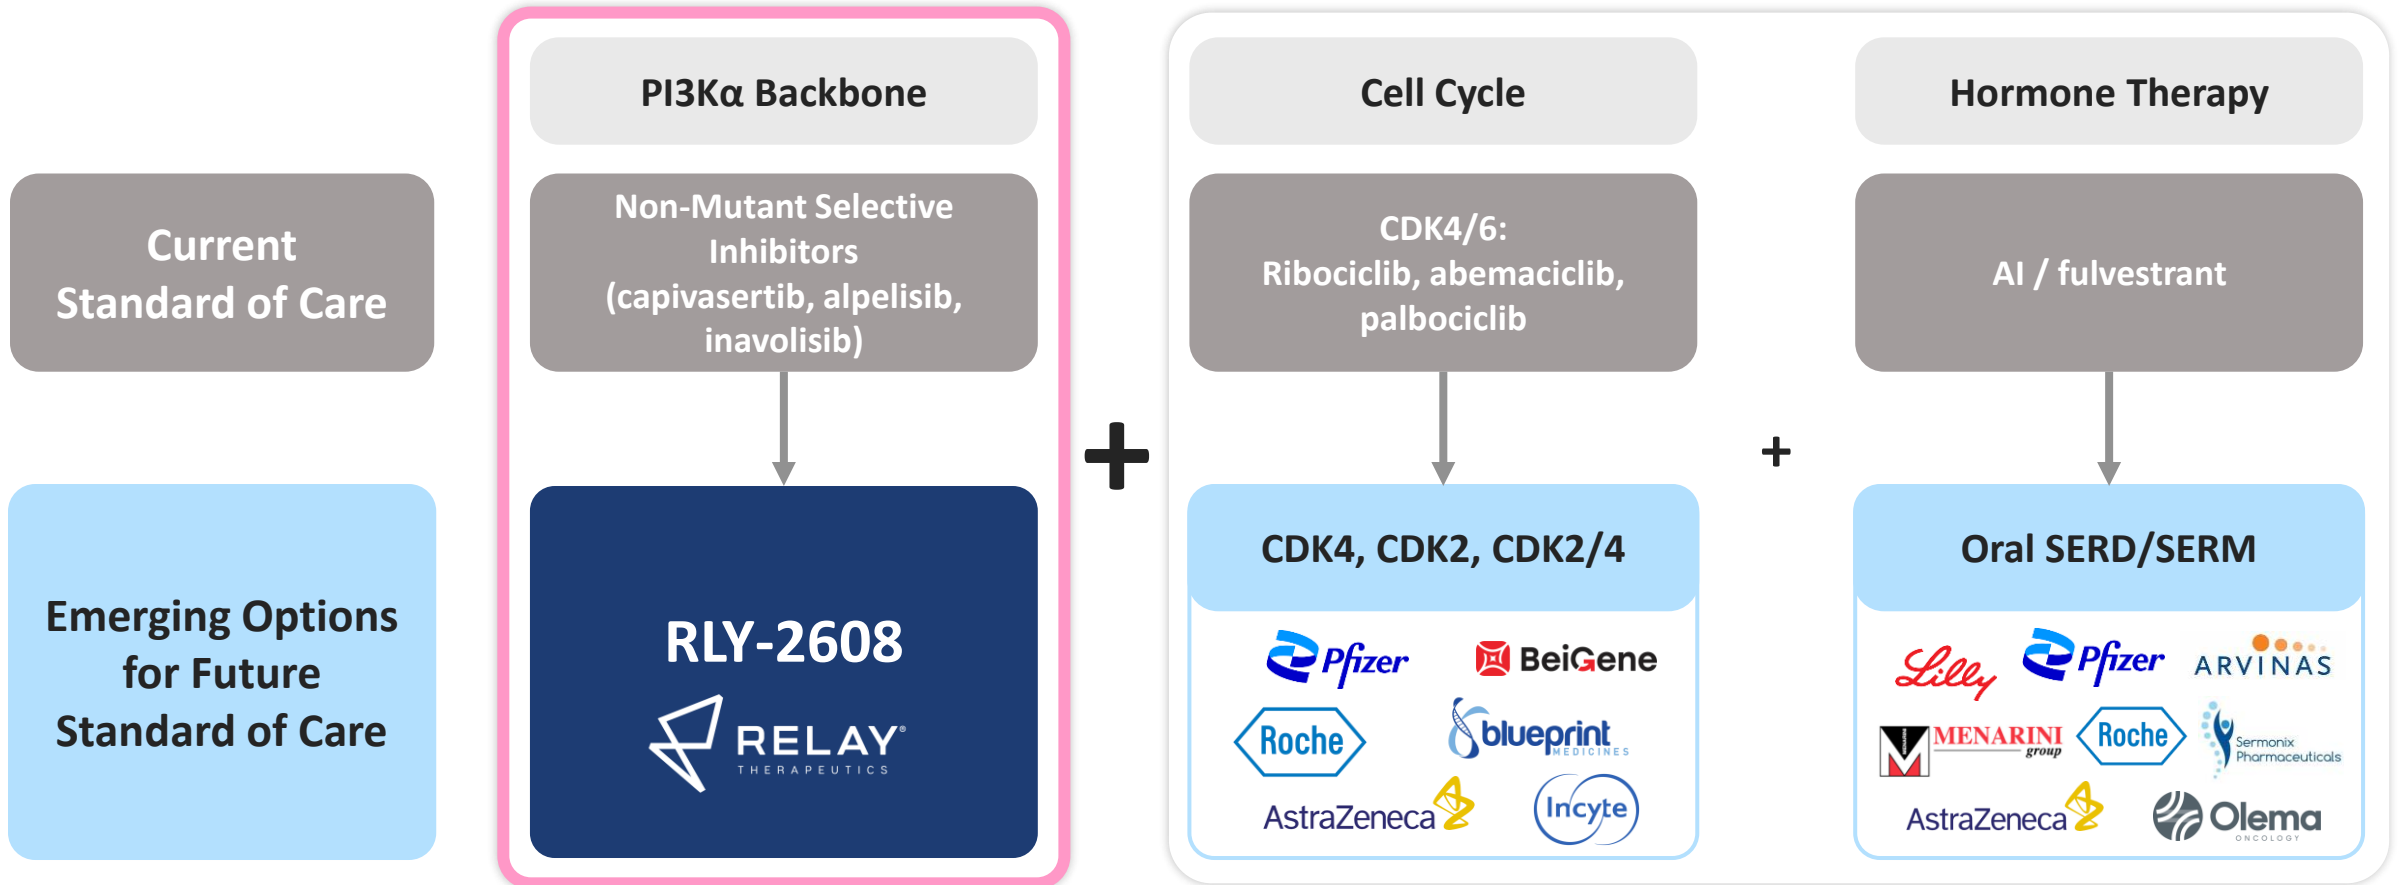 PI3Kα Backbone
Cell Cycle
Hormone Therapy
Current
Standard of Care
Non-Mutant Selective
Inhibitors
(capivasertib, alpelisib,
inavolisib)
CDK4/6:
Ribociclib, abemaciclib,
palbociclib
AI / fulvestrant
+
+
Emerging Options
for Future
Standard of Care
RLY-2608
RELAY®
THERAPEUTICS
CDK4, CDK2, CDK2/4
Pfizer
BeiGene
Roche
blueprint
MEDICINES
AstraZeneca
Incyte
Oral SERD/SERM
Lilly
Pfizer
ARVINAS
MENARINI
group
Roche
Sermonix
Pharmaceuticals
AstraZeneca
Olema
ONCOLOGY